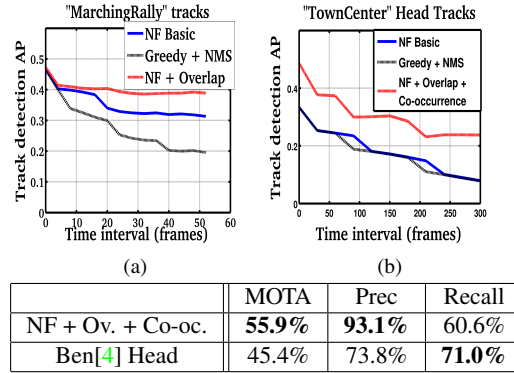 "MarchingRally" tracks
NF Basic
Greedy + NMS
NF + Overlap
Track detection AP
0.5
0.4
0.3
0.2
0.1
0
0 10 20 30 40 50 60
Time interval (frames)
(a)
"TownCenter" Head Tracks
NF Basic
Greedy + NMS
NF + Overlap +
Co-occurrence
Track detection AP
0.4
0.2
0
0 50 100 150 200 250 300
Time interval (frames)
(b)
MOTA Prec Recall
NF + Ov. + Co-oc. 55.9% 93.1% 60.6%
Ben[4] Head 45.4% 73.8% 71.0%